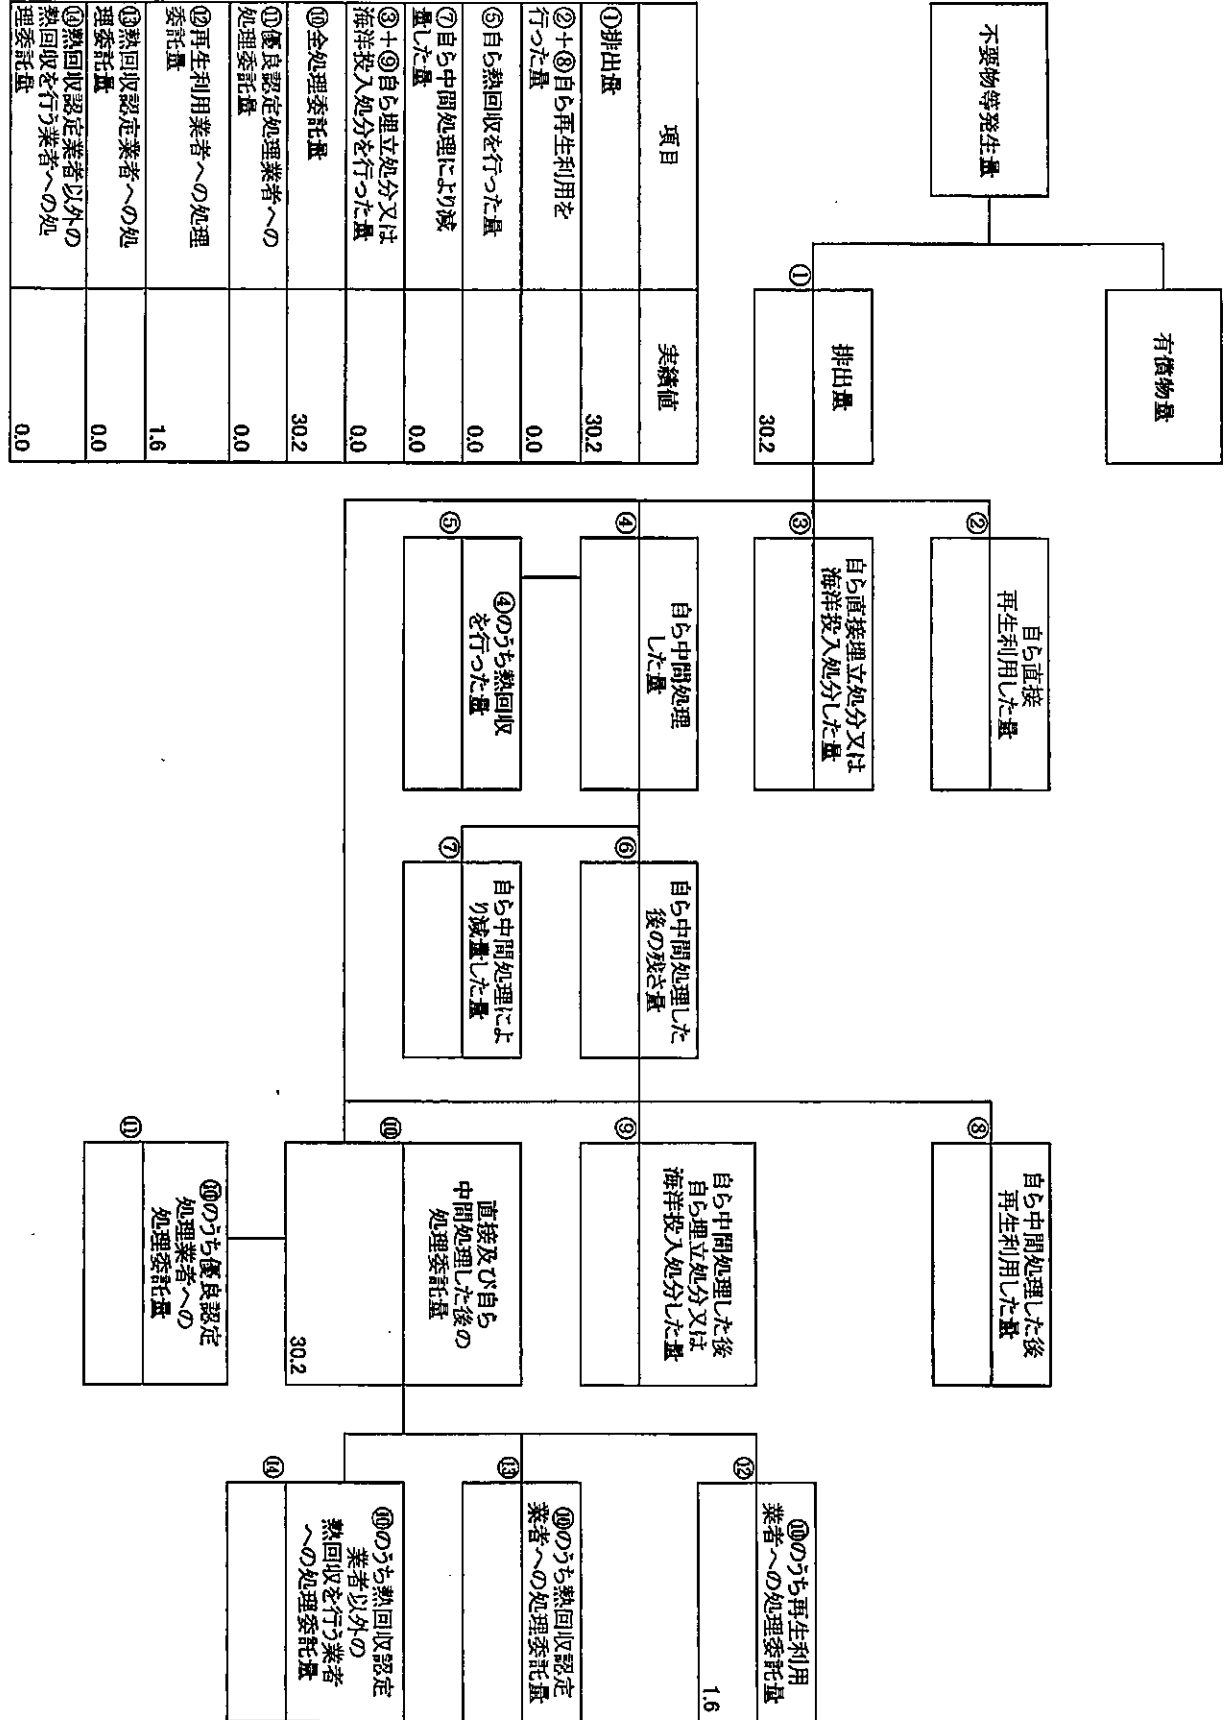 不要物等発生量
有償物量
①
排出量
30.2
②
自ら直接
再生利用した量
③
自ら直接埋立処分又は
海洋投入処分した量
④
自ら中間処理
した量
⑤
④のうち熱回収
を行った量
⑥
自ら中間処理した
後の残さ量
⑦
自ら中間処理によ
り減量した量
⑧
自ら中間処理した後
再生利用した量
⑨
自ら中間処理した後
自ら埋立処分又は
海洋投入処分した量
⑩
直接及び自ら
中間処理した後の
処理委託量
30.2
⑪
⑩のうち優良認定
処理業者への
処理委託量
⑫
⑩のうち再生利用
業者への処理委託量
1.6
⑬
⑩のうち熱回収認定
業者への処理委託量
⑭
⑩のうち熱回収認定
業者以外の
熱回収を行う業者
への処理委託量
項目 実績値
①排出量 30.2
②+⑧自ら再生利用を
行った量 0.0
⑤自ら熱回収を行った量 0.0
⑦自ら中間処理により減
量した量 0.0
③+⑨自ら埋立処分又は
海洋投入処分を行った量 0.0
⑩全処理委託量 30.2
⑪優良認定処理業者への
処理委託量 0.0
⑫再生利用業者への処理
委託量 1.6
⑬熱回収認定業者への処
理委託量 0.0
⑭熱回収認定業者以外の
熱回収を行う業者への処
理委託量 0.0